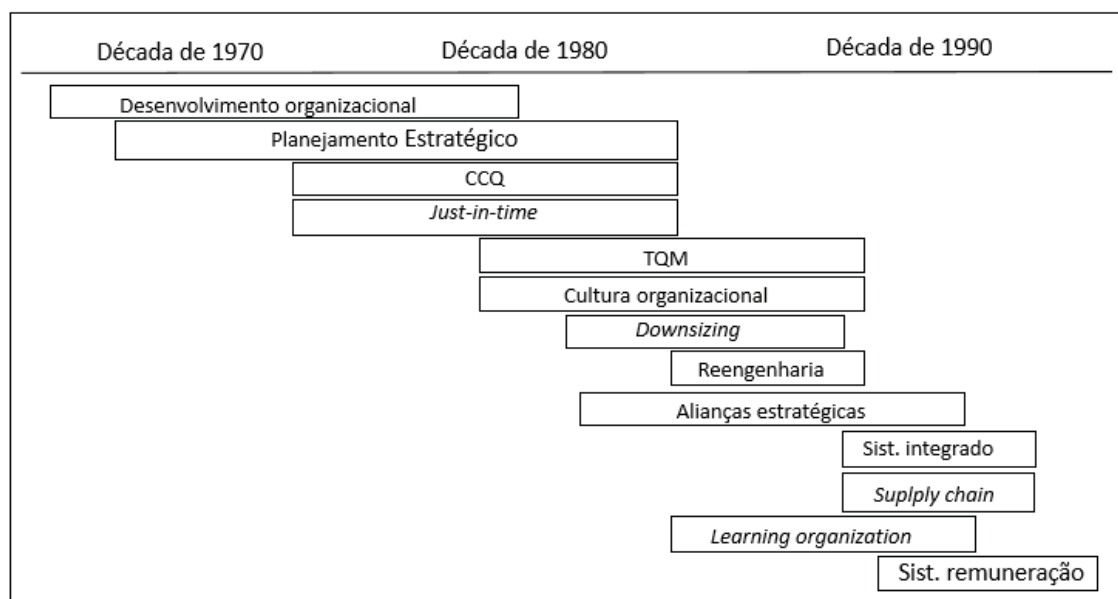 Década de 1970 Década de 1980 Década de 1990
Desenvolvimento organizacional
Planejamento Estratégico
CCQ
Just-in-time
TQM
Cultura organizacional
Downsizing
Reengenharia
Alianças estratégicas
Sist. integrado
Suplply chain
Learning organization
Sist. remuneração